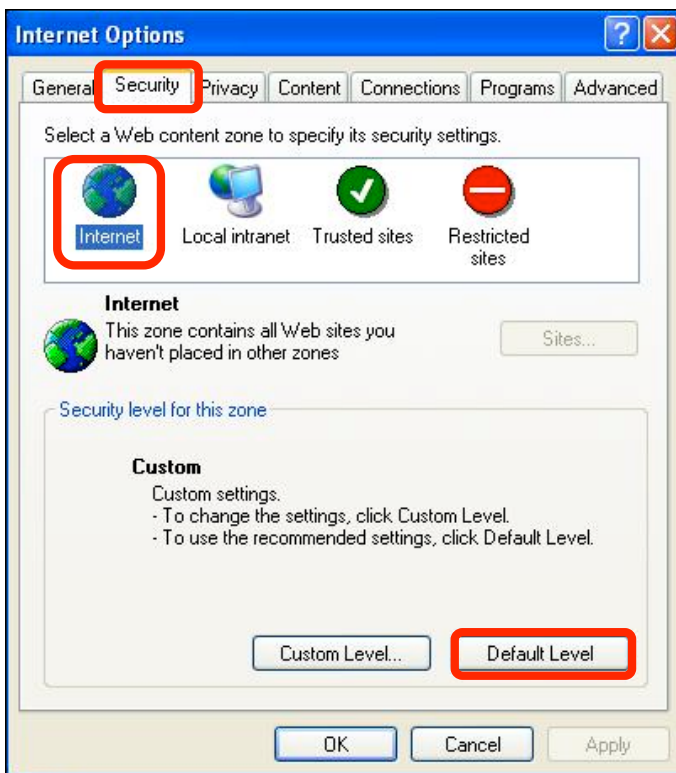 Internet Options
General Security Privacy Content Connections Programs Advanced
Select a Web content zone to specify its security settings.
Internet Local intranet Trusted sites Restricted
sites
Internet
This zone contains all Web sites you
haven't placed in other zones
Sites...
Security level for this zone
Custom
Custom settings.
- To change the settings, click Custom Level.
- To use the recommended settings, click Default Level.
Custom Level... Default Level
OK Cancel Apply